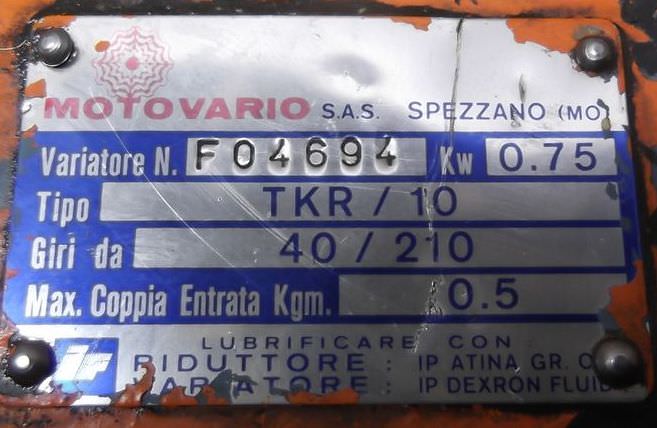 MOTOVARIO S.A.S. SPEZZANO (MO)
Variatore N. F04694 Kw 0.75
Tipo TKR / 10
Giri da 40 / 210
Max. Coppia Entrata Kgm. 0.5
LUBRIFICARE CON
IP RIDUTTORE : IP ATINA GR. O
VARIATORE : IP DEXRON FLUID